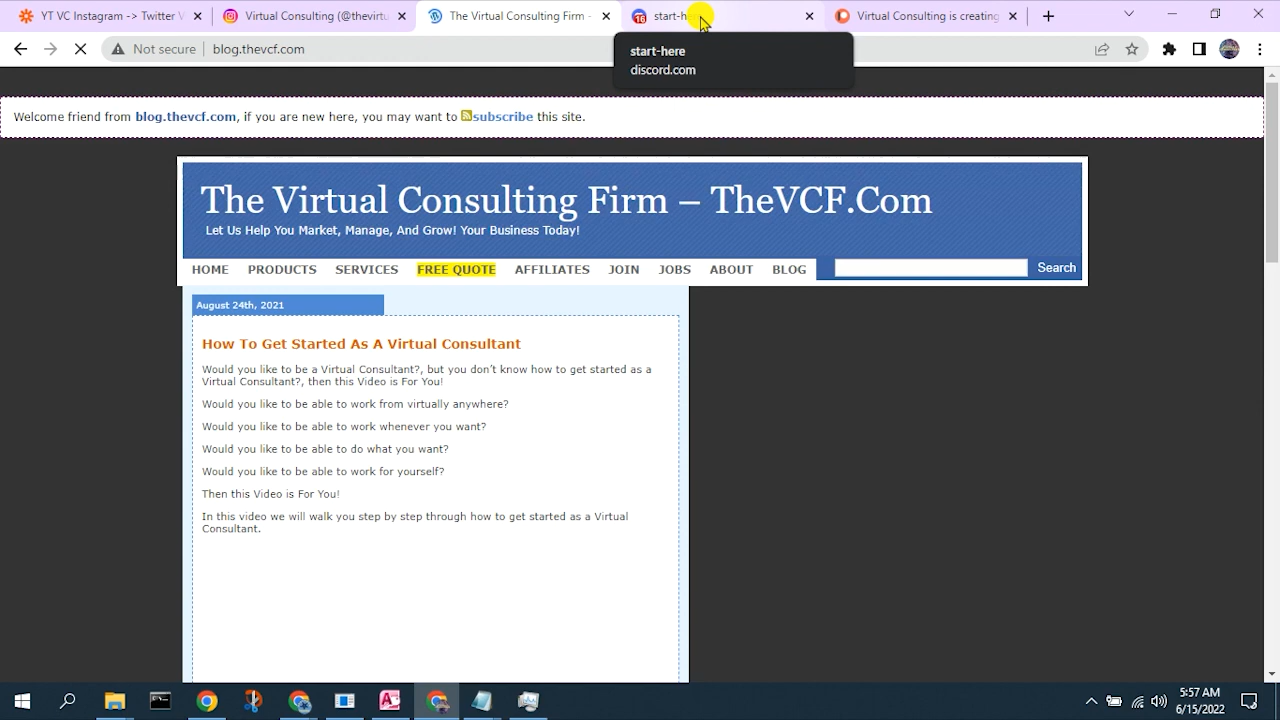 YT VC Instagram -> Twitter V
Virtual Consulting (@thevirtu
The Virtual Consulting Firm -
start-he
Virtual Consulting is creating
Not secure
blog.thevcf.com
start-here
discord.com
Welcome friend from blog.thevcf.com, if you are new here, you may want to subscribe this site.
The Virtual Consulting Firm – TheVCF.Com
Let Us Help You Market, Manage, And Grow! Your Business Today!
HOME PRODUCTS SERVICES FREE QUOTE AFFILIATES JOIN JOBS ABOUT BLOG Search
August 24th, 2021
How To Get Started As A Virtual Consultant
Would you like to be a Virtual Consultant?, but you don’t know how to get started as a
Virtual Consultant?, then this Video is For You!
Would you like to be able to work from virtually anywhere?
Would you like to be able to work whenever you want?
Would you like to be able to do what you want?
Would you like to be able to work for yourself?
Then this Video is For You!
In this video we will walk you step by step through how to get started as a Virtual
Consultant.
5:57 AM
6/15/2022